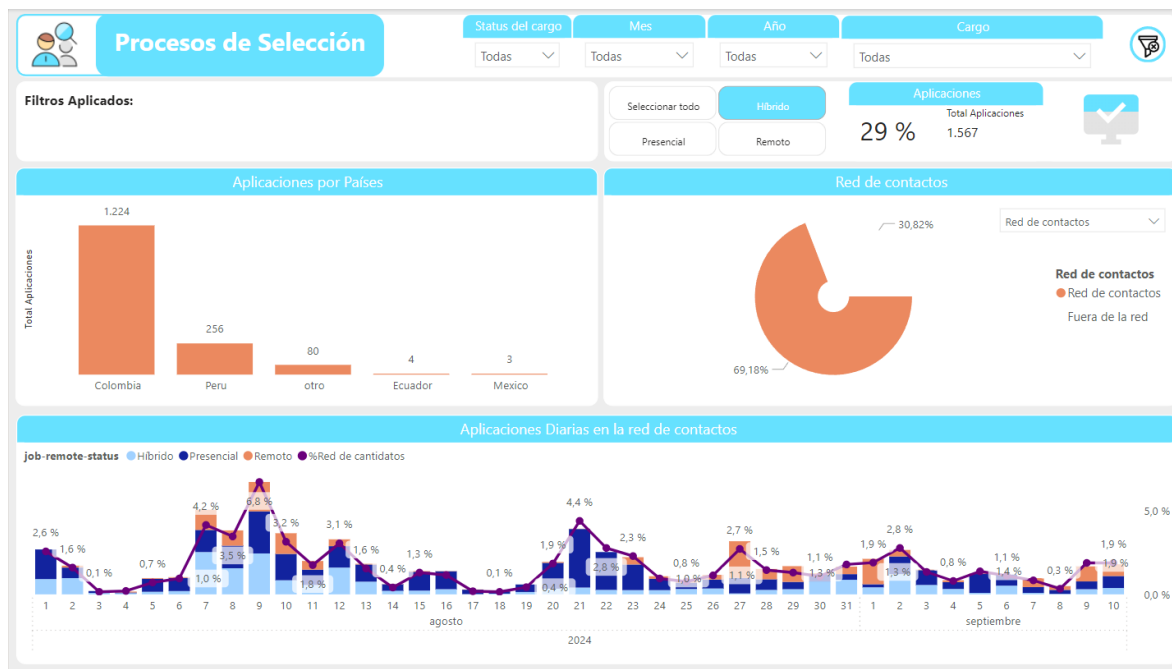 Procesos de Selección
Status del cargo
Mes
Año
Cargo
Todas
Todas
Todas
Todas
Filtros Aplicados:
Seleccionar todo
Híbrido
Presencial
Remoto
Aplicaciones
29 %
Total Aplicaciones
1.567
Aplicaciones por Países
Total Aplicaciones
1.224
256
80
4
3
Colombia
Peru
otro
Ecuador
Mexico
Red de contactos
30,82%
69,18%
Red de contactos
Red de contactos
Red de contactos
Fuera de la red
Aplicaciones Diarias en la red de contactos
job-remote-status Híbrido Presencial Remoto %Red de cantidatos
2,6 %
1,6 %
0,1 %
0,7 %
4,2 %
1,0 %
3,5 %
6,8 %
3,2 %
1,8 %
3,1 %
1,6 %
0,4 %
1,3 %
0,1 %
1,9 %
0,4 %
4,4 %
2,8 %
2,3 %
0,8 %
1,0 %
2,7 %
1,1 %
1,5 %
1,1 %
1,3 %
1,9 %
2,8 %
1,3 %
0,8 %
1,1 %
1,4 %
0,8 %
0,3 %
1,9 %
1,9 %
5,0 %
0,0 %
1 2 3 4 5 6 7 8 9 10 11 12 13 14 15 16 17 18 19 20 21 22 23 24 25 26 27 28 29 30 31 1 2 3 4 5 6 7 8 9 10
agosto
septiembre
2024